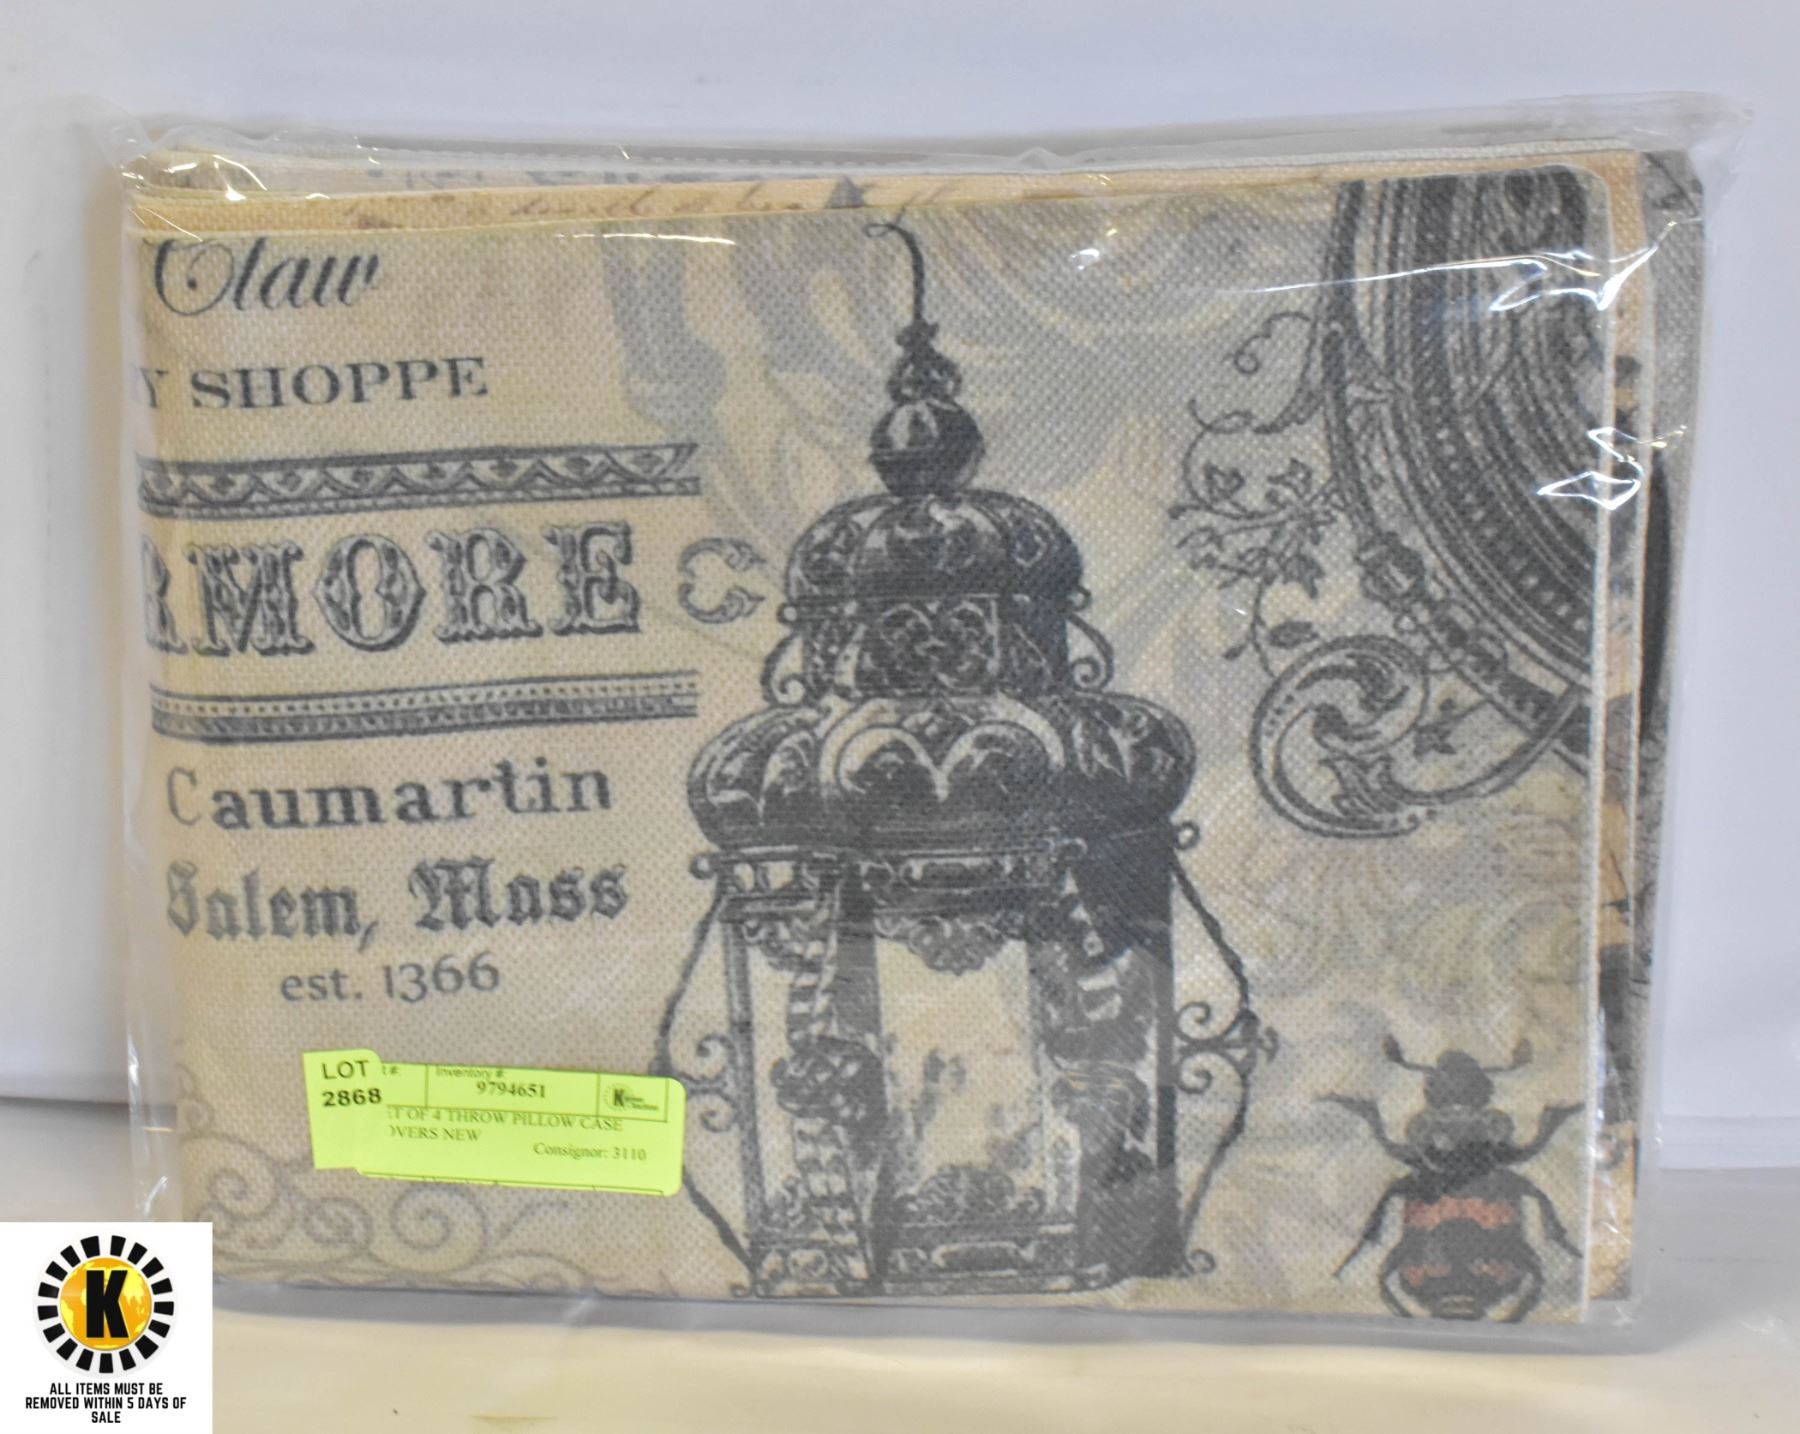 Claw
Y SHOPPE
RMORE
Caumartin
Salem, Mass
est. 1366
LOT
2868
t #:
Inventory #:
9794651
K
ET OF 4 THROW PILLOW CASE
OVERS NEW
Consignor: 3110
K
ALL ITEMS MUST BE
REMOVED WITHIN 5 DAYS OF
SALE